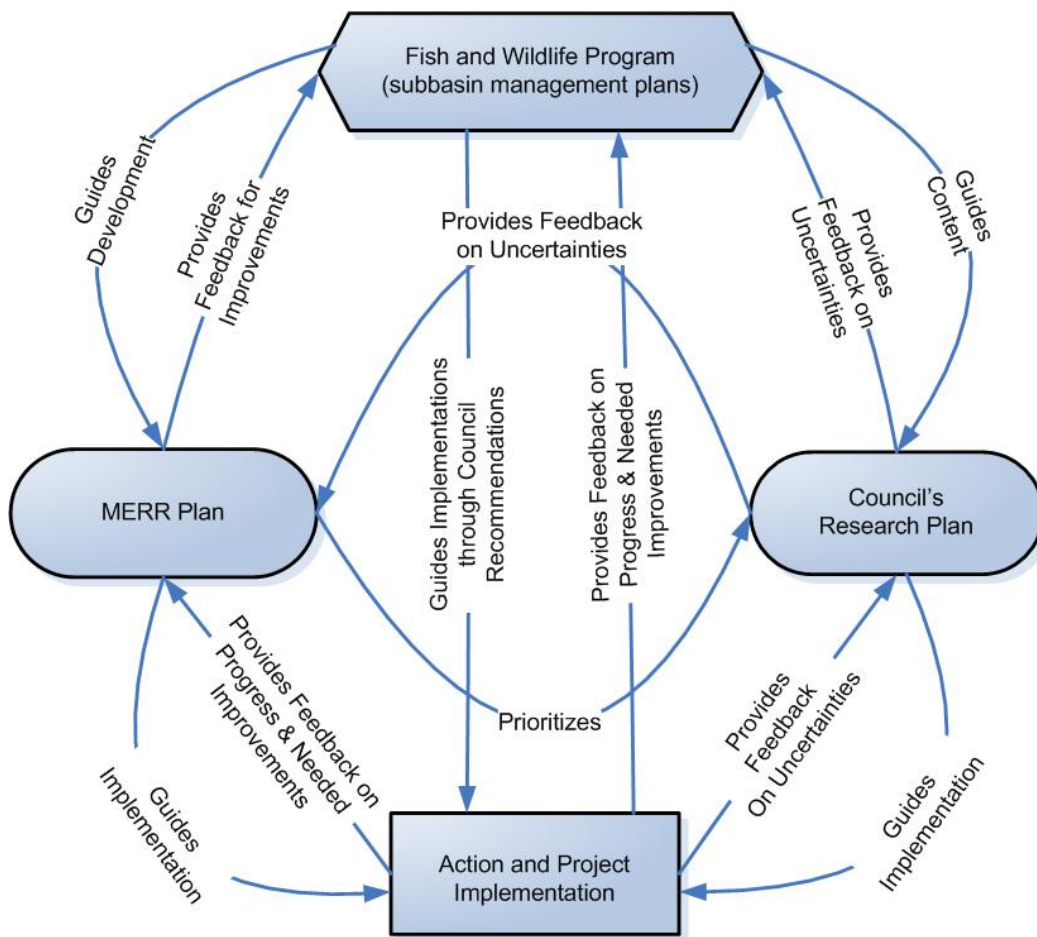 Fish and Wildlife Program
(subbasin management plans)
Guides
Development
Provides
Feedback for
Improvements
Provides Feedback
on Uncertainties
Provides
Feedback on
Uncertainties
Guides
Content
MERR Plan
Guides Implementations
through Council
Recommendations
Provides Feedback on
Progress & Needed
Improvements
Council's
Research Plan
Provides Feedback on
Progress & Needed
Improvements
Prioritizes
Provides
Feedback
On Uncertainties
Guides
Implementation
Action and Project
Implementation
Guides
Implementation